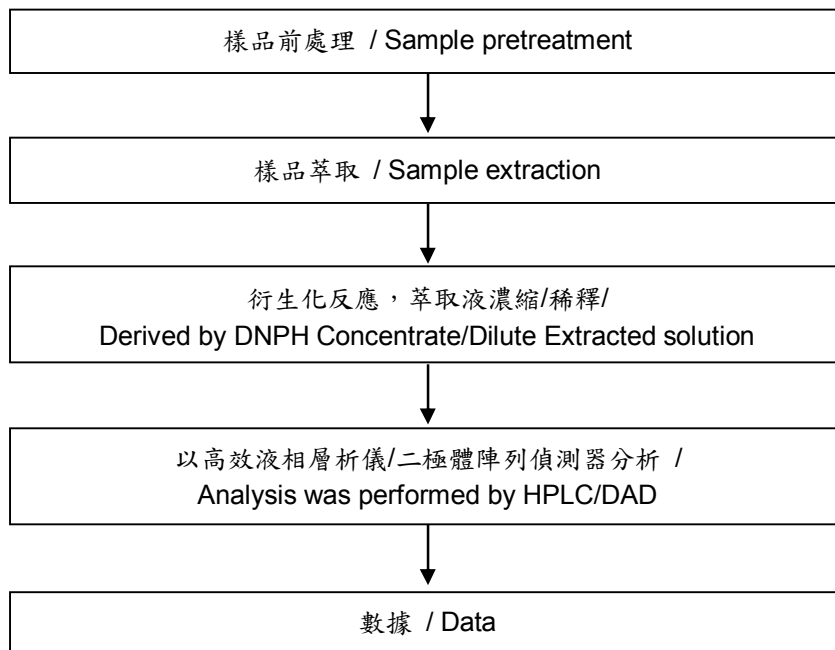 樣品前處理 / Sample pretreatment
樣品萃取 / Sample extraction
衍生化反應，萃取液濃縮/稀釋/
Derived by DNPH Concentrate/Dilute Extracted solution
以高效液相層析儀/二極體陣列偵測器分析 /
Analysis was performed by HPLC/DAD
數據 / Data